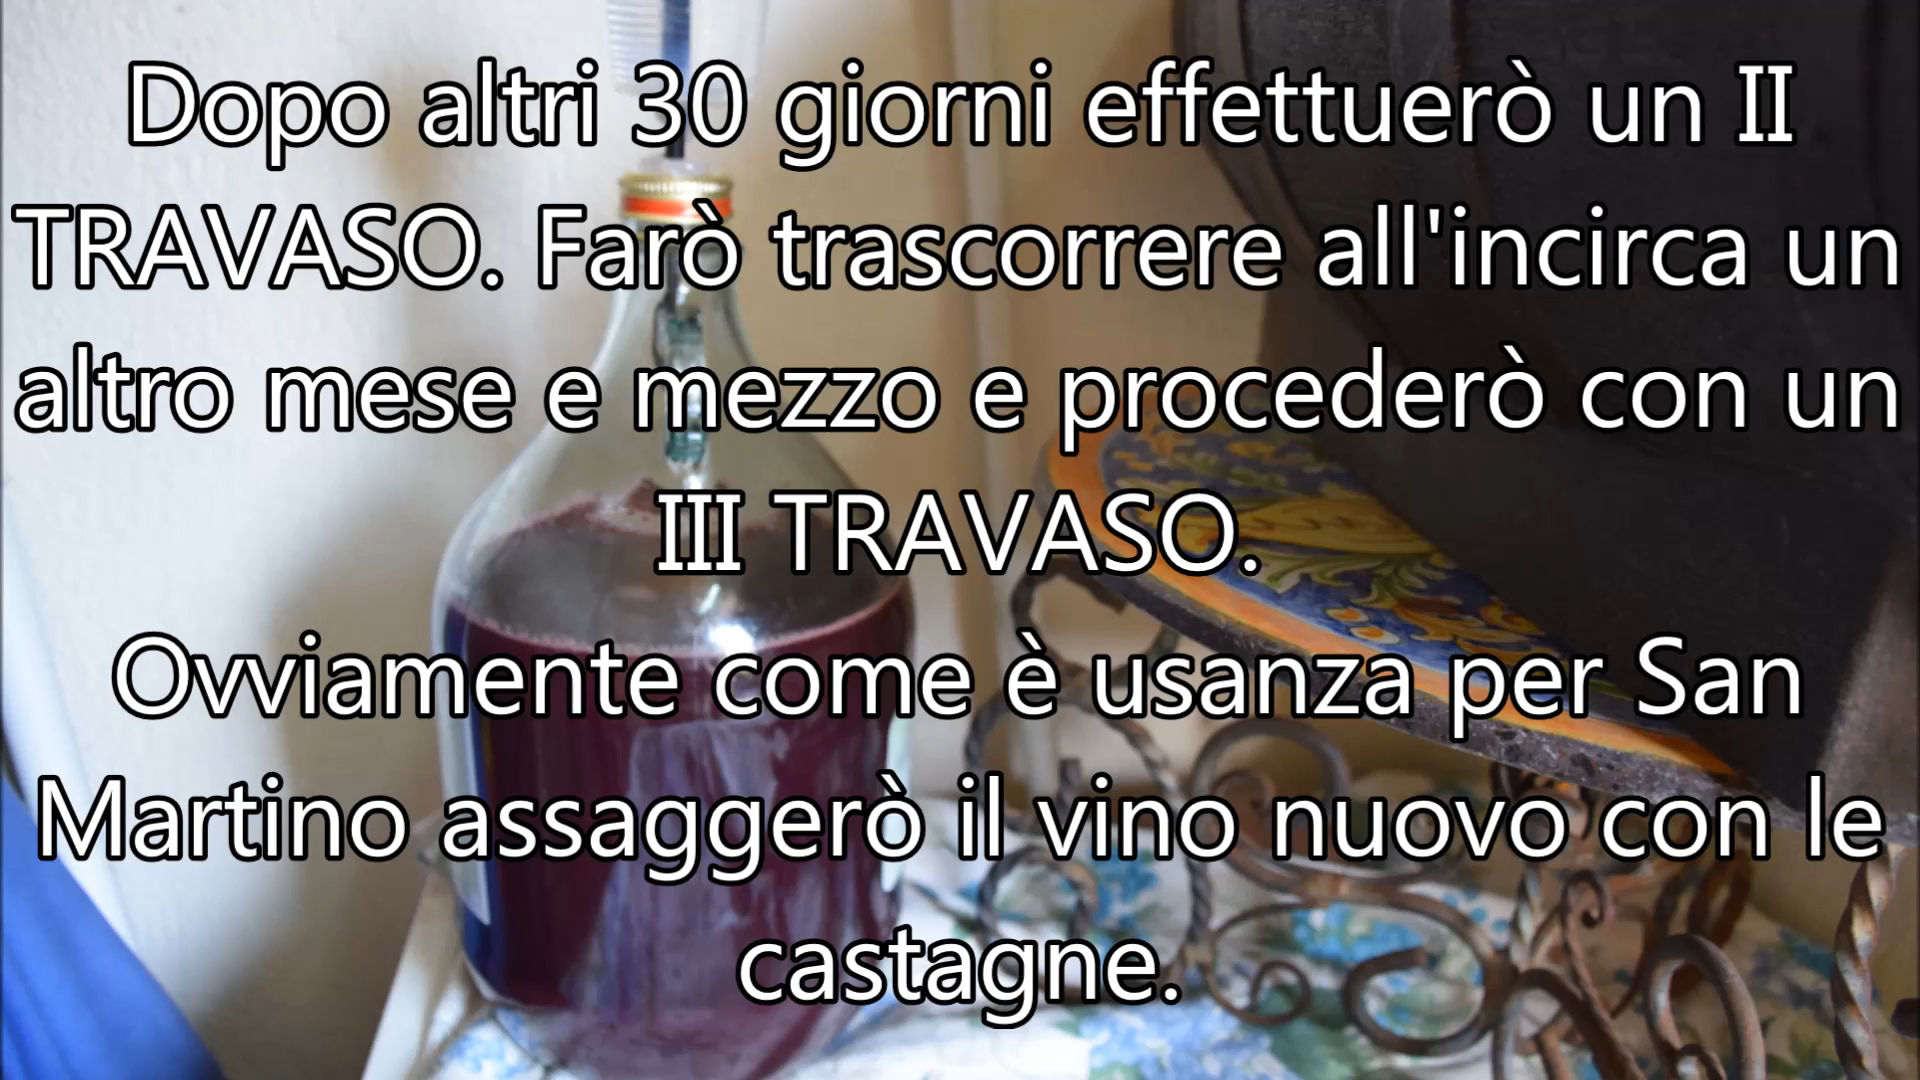 Dopo altri 30 giorni effettuerò un II
TRAVASO. Farò trascorrere all'incirca un
altro mese e mezzo e procederò con un
III TRAVASO.
Ovviamente come è usanza per San
Martino assaggerò il vino nuovo con le
castagne.